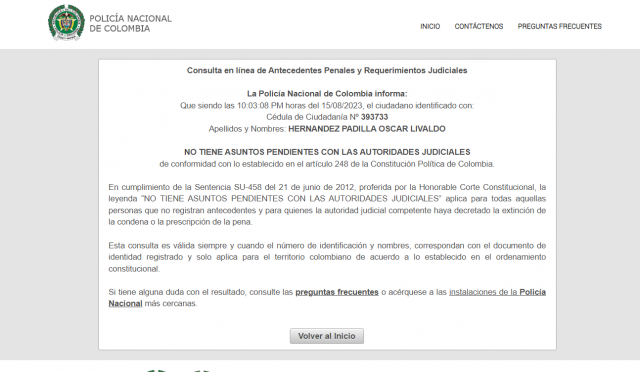 POLICÍA NACIONAL
DE COLOMBIA
INICIO CONTÁCTENOS PREGUNTAS FRECUENTES
Consulta en línea de Antecedentes Penales y Requerimientos Judiciales
La Policía Nacional de Colombia informa:
Que siendo las 10:03:08 PM horas del 15/08/2023, el ciudadano identificado con:
Cédula de Ciudadanía Nº 393733
Apellidos y Nombres: HERNANDEZ PADILLA OSCAR LIVALDO
NO TIENE ASUNTOS PENDIENTES CON LAS AUTORIDADES JUDICIALES
de conformidad con lo establecido en el artículo 248 de la Constitución Política de Colombia.
En cumplimiento de la Sentencia SU-458 del 21 de junio de 2012, proferida por la Honorable Corte Constitucional, la
leyenda "NO TIENE ASUNTOS PENDIENTES CON LAS AUTORIDADES JUDICIALES" aplica para todas aquellas
personas que no registran antecedentes y para quienes la autoridad judicial competente haya decretado la extinción de
la condena o la prescripción de la pena.
Esta consulta es válida siempre y cuando el número de identificación y nombres, correspondan con el documento de
identidad registrado y solo aplica para el territorio colombiano de acuerdo a lo establecido en el ordenamiento
constitucional.
Si tiene alguna duda con el resultado, consulte las preguntas frecuentes o acérquese a las instalaciones de la Policía
Nacional más cercanas.
Volver al Inicio